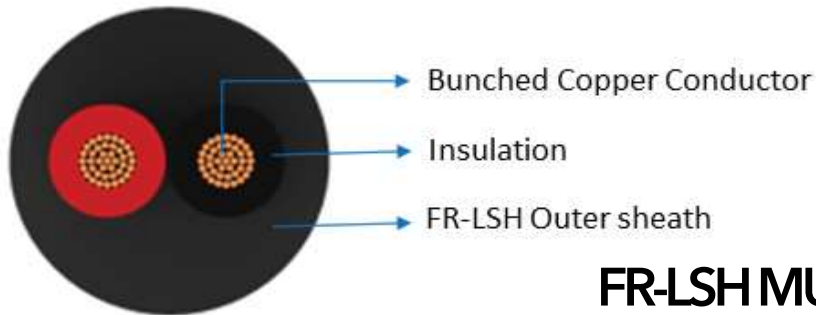 Bunched Copper Conductor
Insulation
FR-LSH Outer sheath
FR-LSH